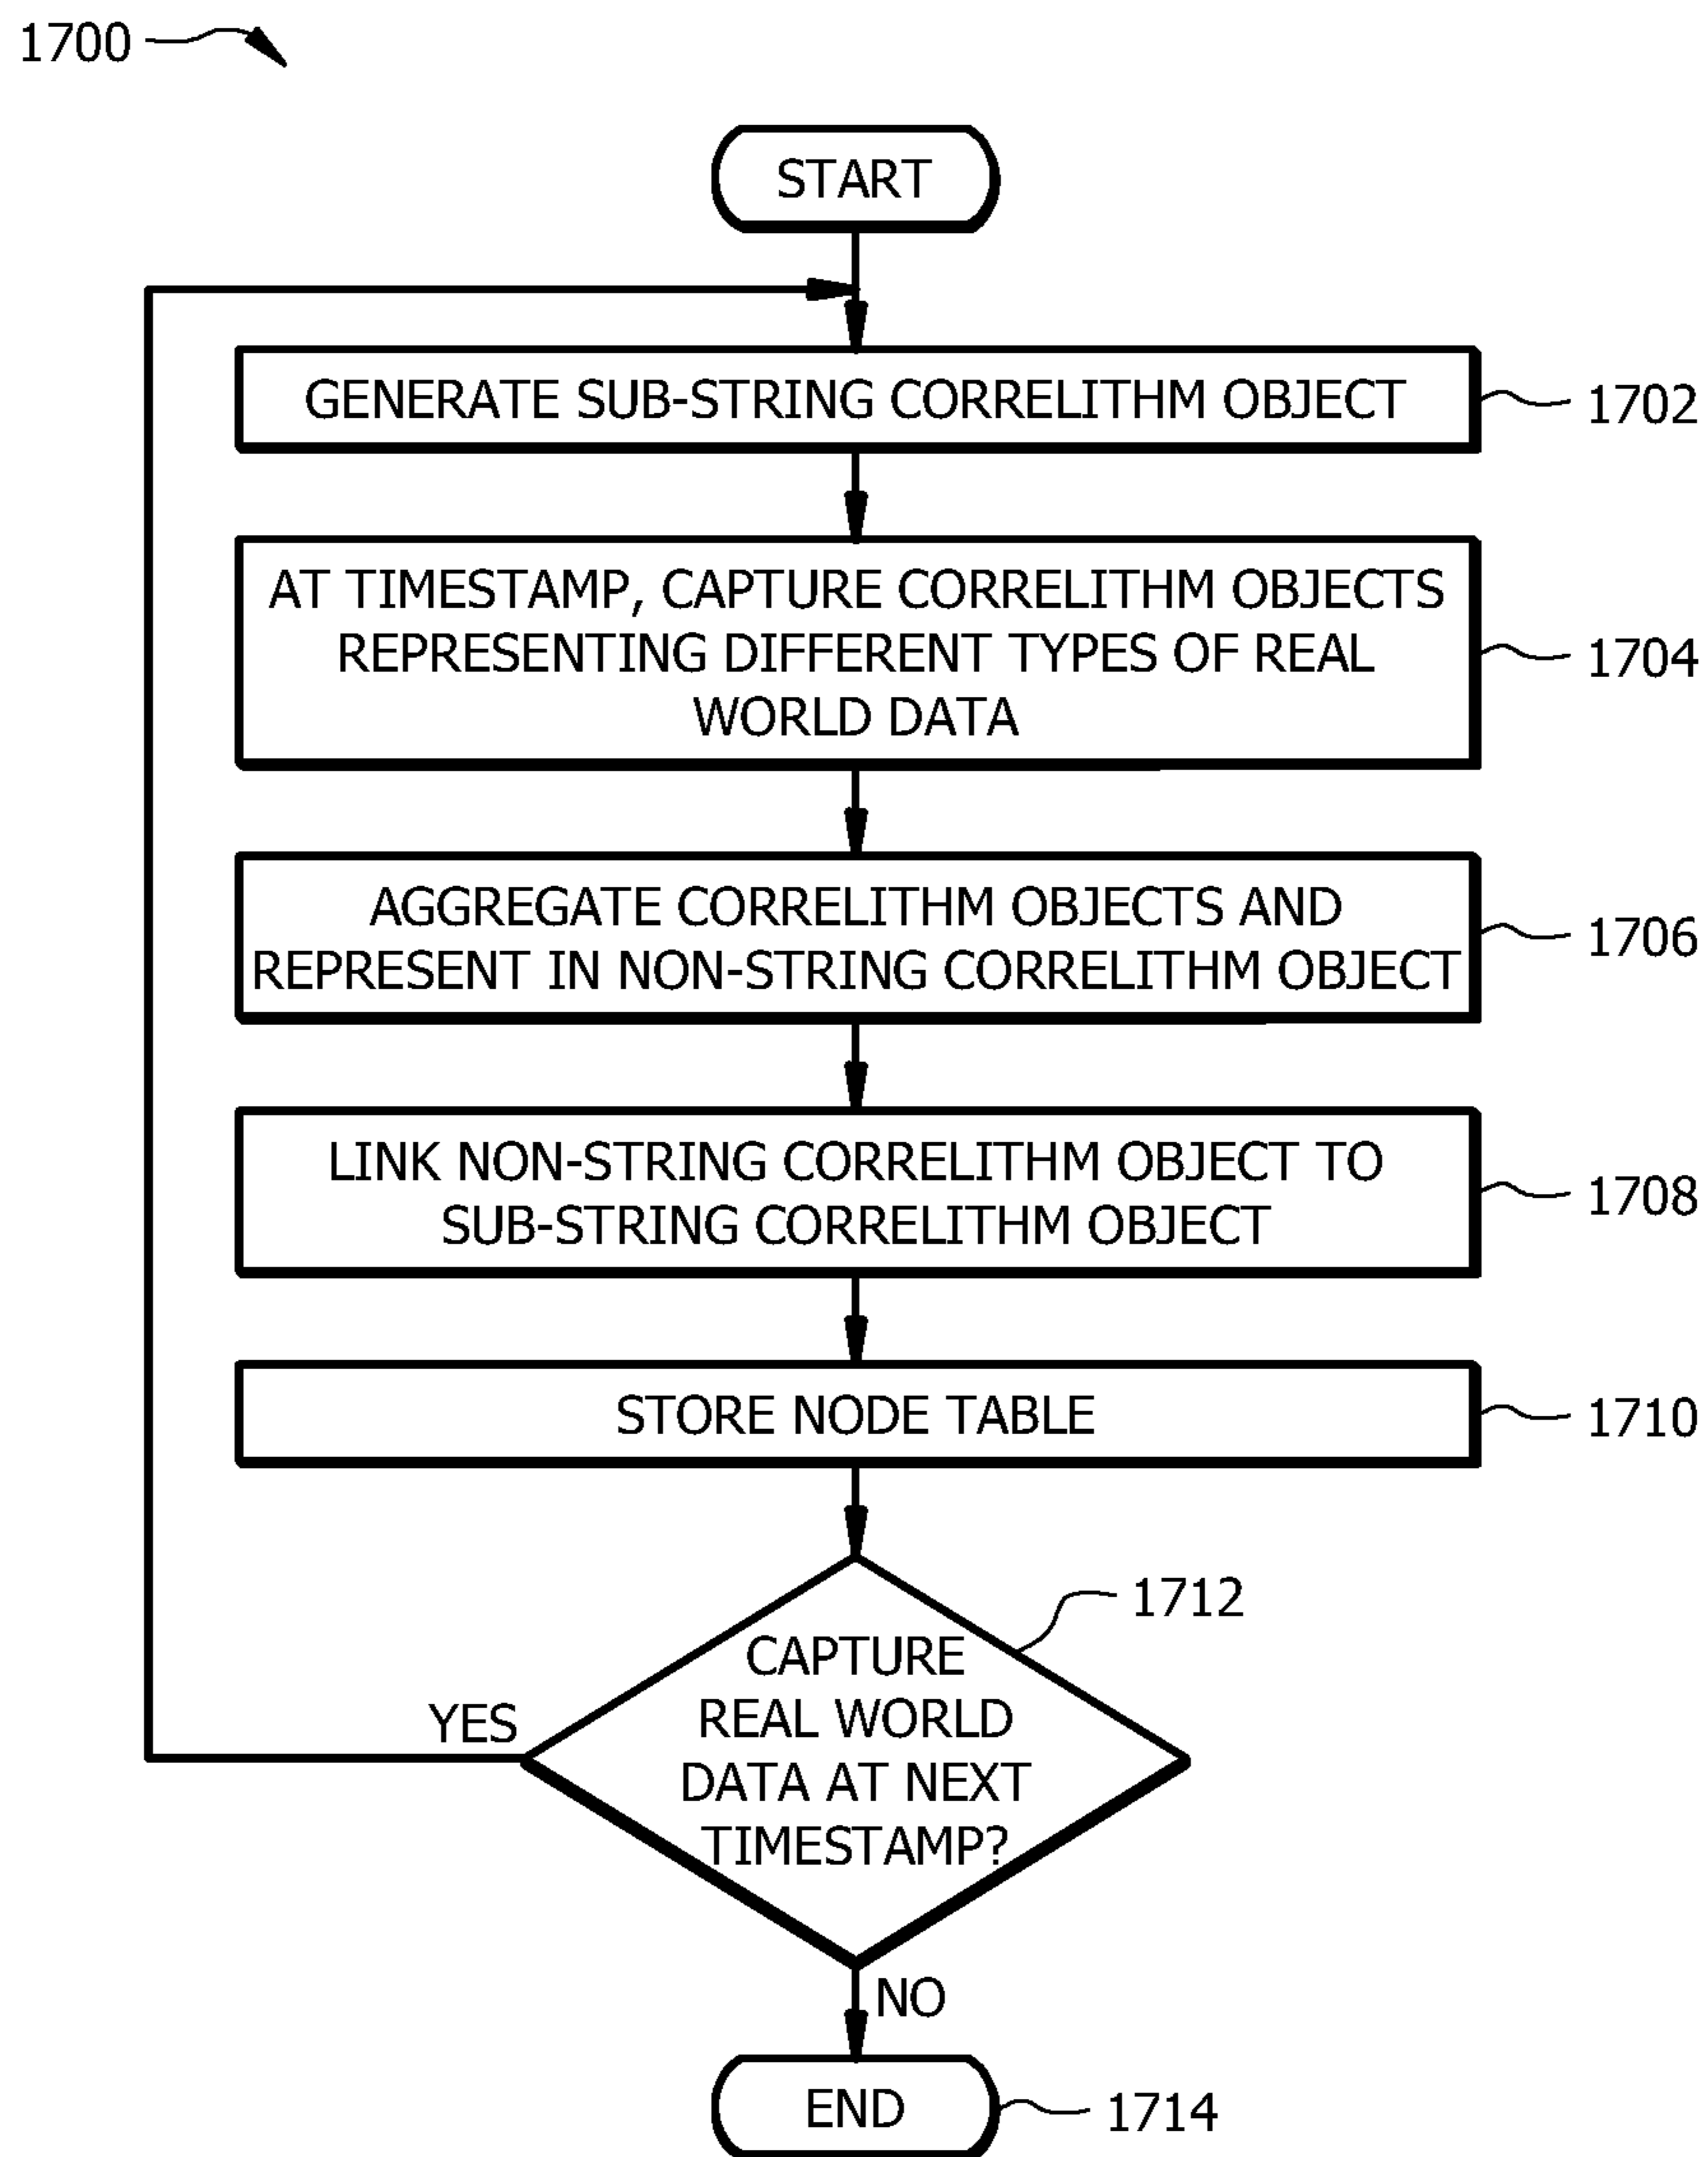 1700
START
GENERATE SUB-STRING CORRELITHM OBJECT
1702
AT TIMESTAMP, CAPTURE CORRELITHM OBJECTS
REPRESENTING DIFFERENT TYPES OF REAL
WORLD DATA
1704
AGGREGATE CORRELITHM OBJECTS AND
REPRESENT IN NON-STRING CORRELITHM OBJECT
1706
LINK NON-STRING CORRELITHM OBJECT TO
SUB-STRING CORRELITHM OBJECT
1708
STORE NODE TABLE
1710
1712
CAPTURE
REAL WORLD
DATA AT NEXT
TIMESTAMP?
YES
NO
END
1714